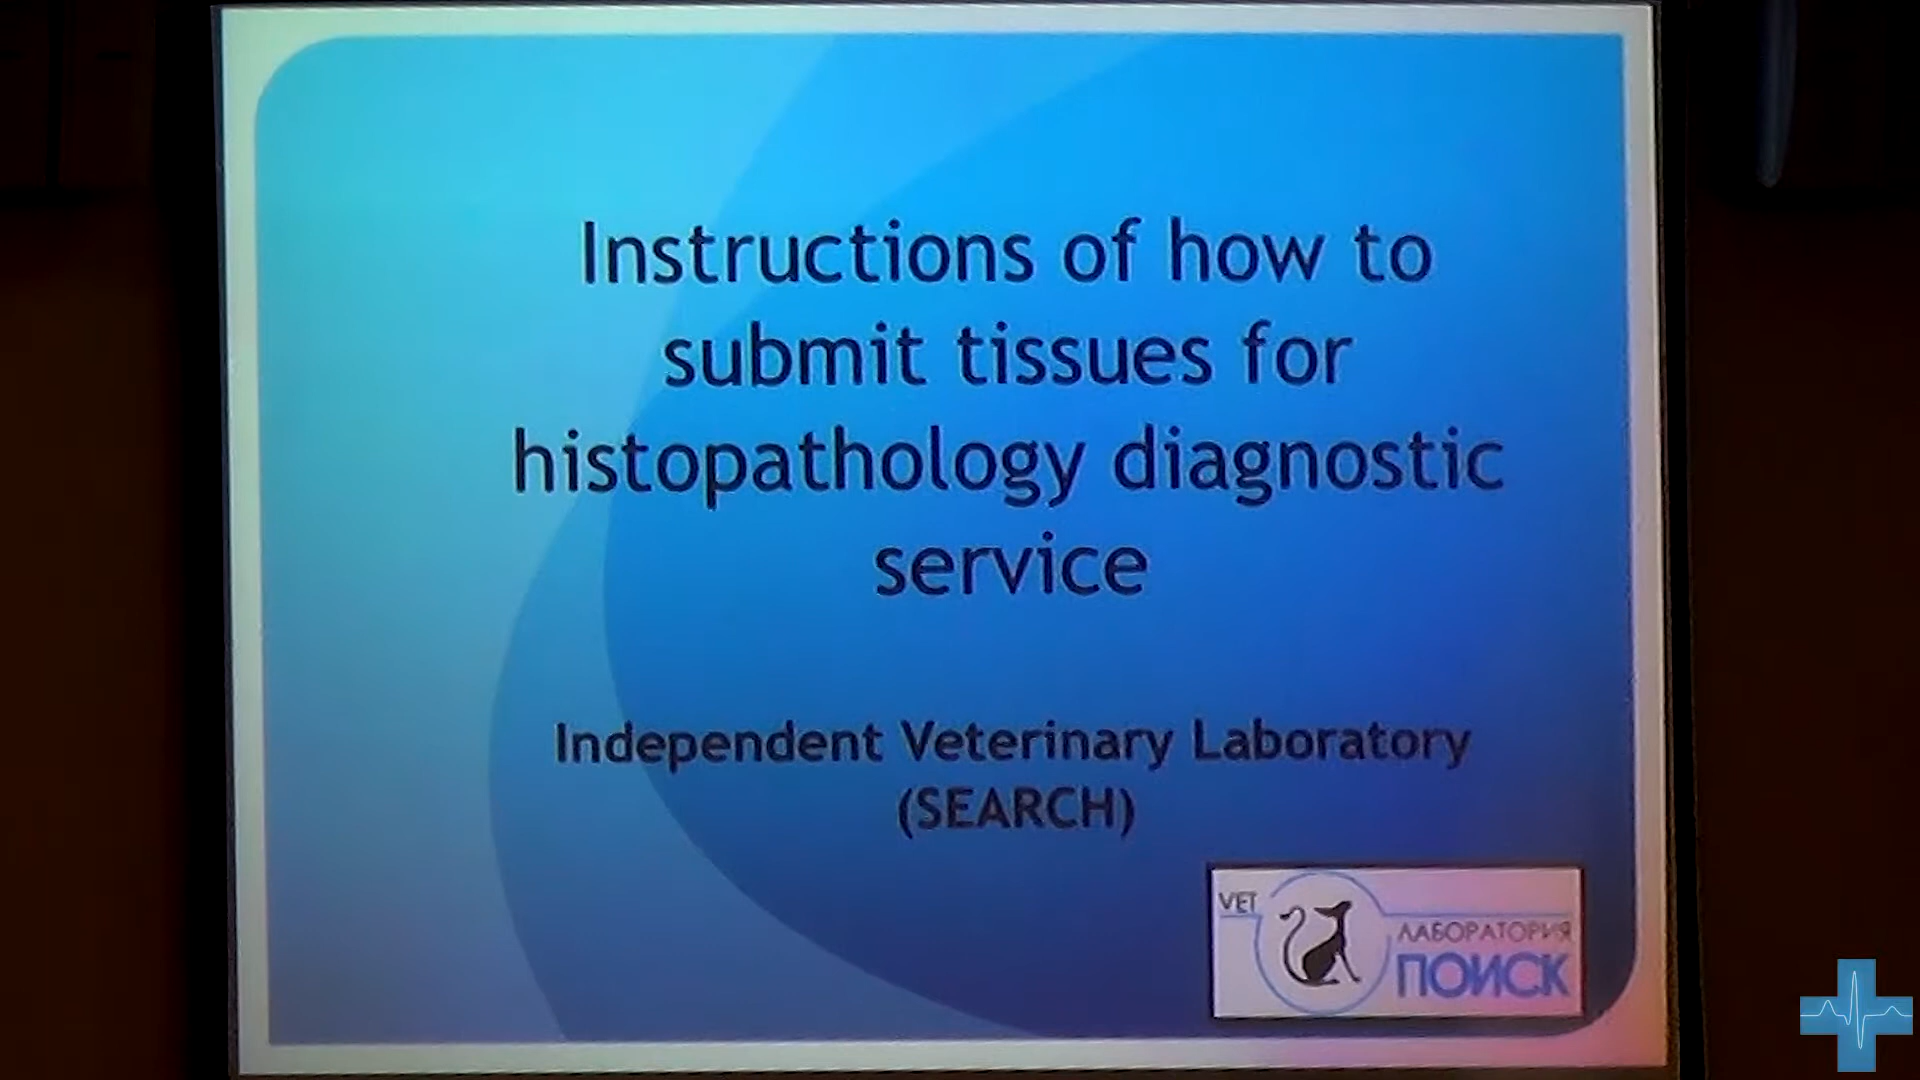 Instructions of how to
submit tissues for
histopathology diagnostic
service
Independent Veterinary Laboratory
(SEARCH)
VET
ЛАБОРАТОРИЯ
ПОИСК